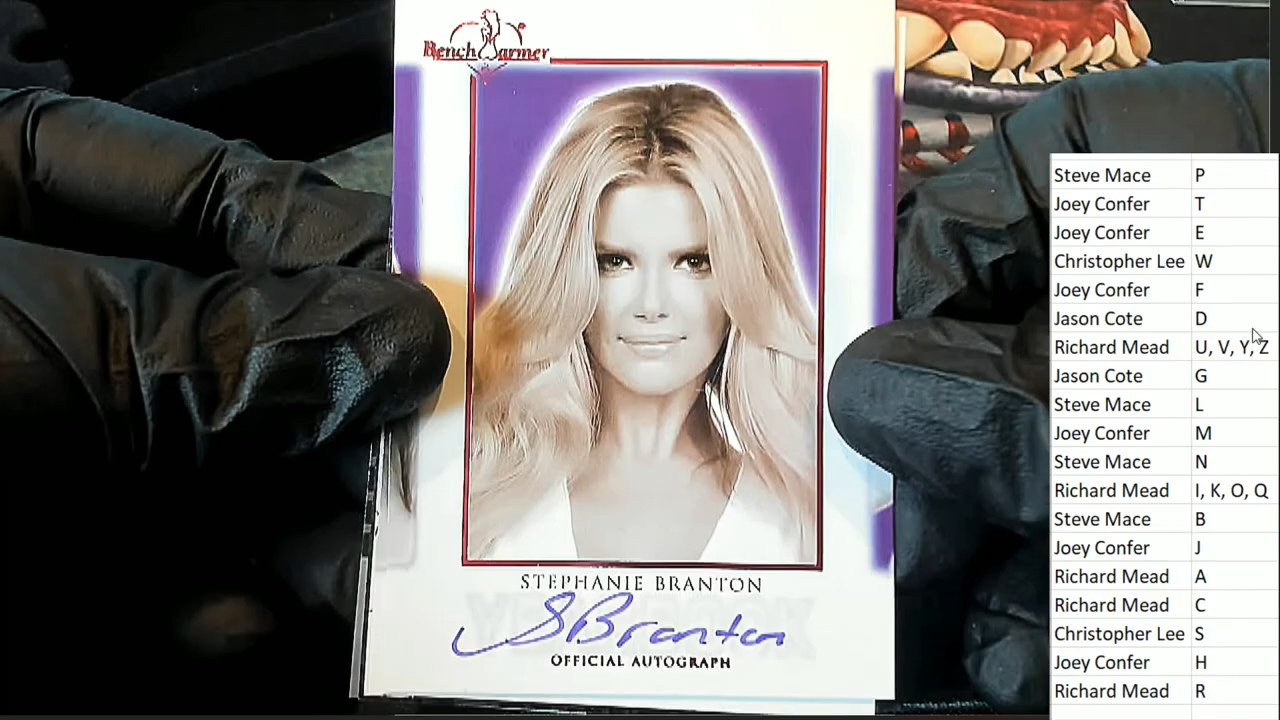 BenchWarmer
STEPHANIE BRANTON
SBranton
OFFICIAL AUTOGRAPH
Steve Mace P
Joey Confer T
Joey Confer E
Christopher Lee W
Joey Confer F
Jason Cote D
Richard Mead U, V, Y, Z
Jason Cote G
Steve Mace L
Joey Confer M
Steve Mace N
Richard Mead I, K, O, Q
Steve Mace B
Joey Confer J
Richard Mead A
Richard Mead C
Christopher Lee S
Joey Confer H
Richard Mead R